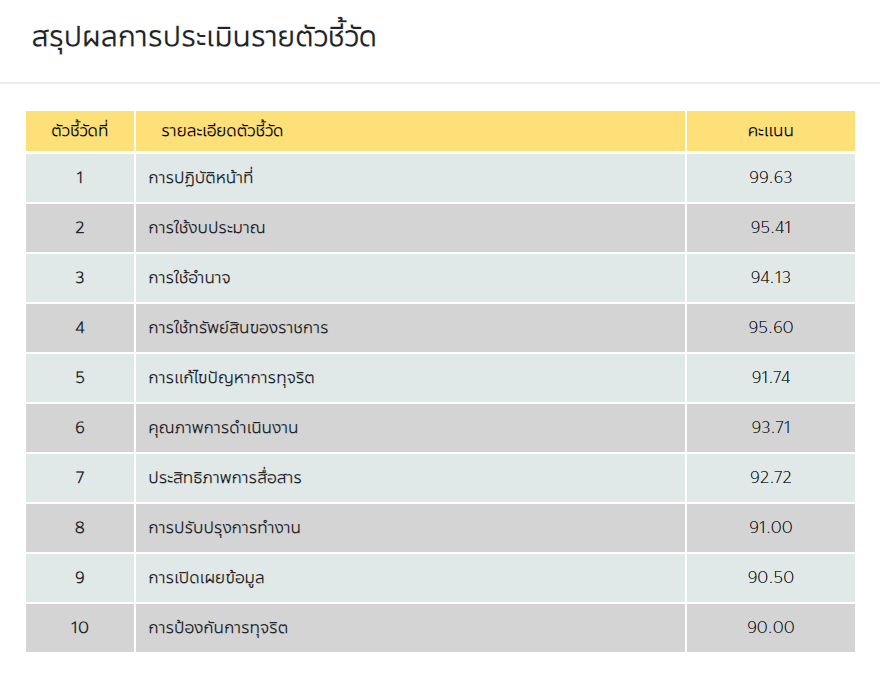 สรุปผลการประเมินรายตัวชี้วัด
ตัวชี้วัดที่ รายละเอียดตัวชี้วัด คะแนน
1 การปฏิบัติหน้าที่ 99.63
2 การใช้งบประมาณ 95.41
3 การใช้อำนาจ 94.13
4 การใช้ทรัพย์สินของราชการ 95.60
5 การแก้ไขปัญหาการทุจริต 91.74
6 คุณภาพการดำเนินงาน 93.71
7 ประสิทธิภาพการสื่อสาร 92.72
8 การปรับปรุงการทำงาน 91.00
9 การเปิดเผยข้อมูล 90.50
10 การป้องกันการทุจริต 90.00